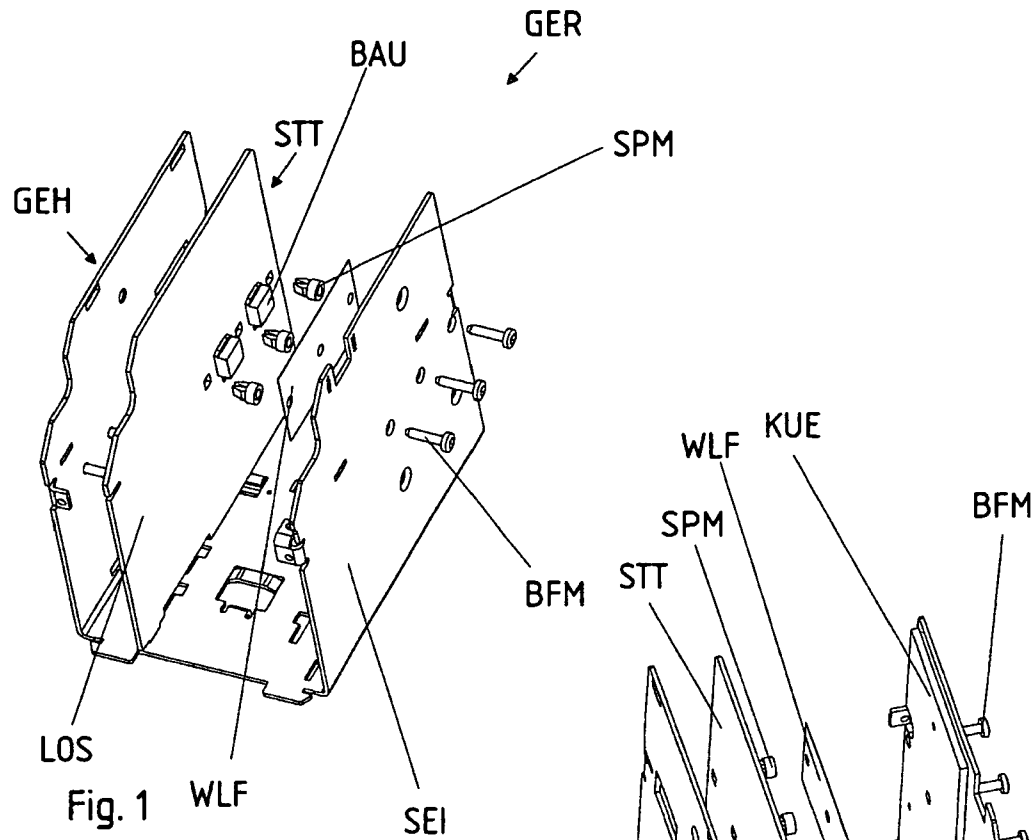 GER
BAU
STT
SPM
GEH
KUE
WLF
BFM
SPM
STT
BFM
LOS
WLF
Fig. 1
SEI